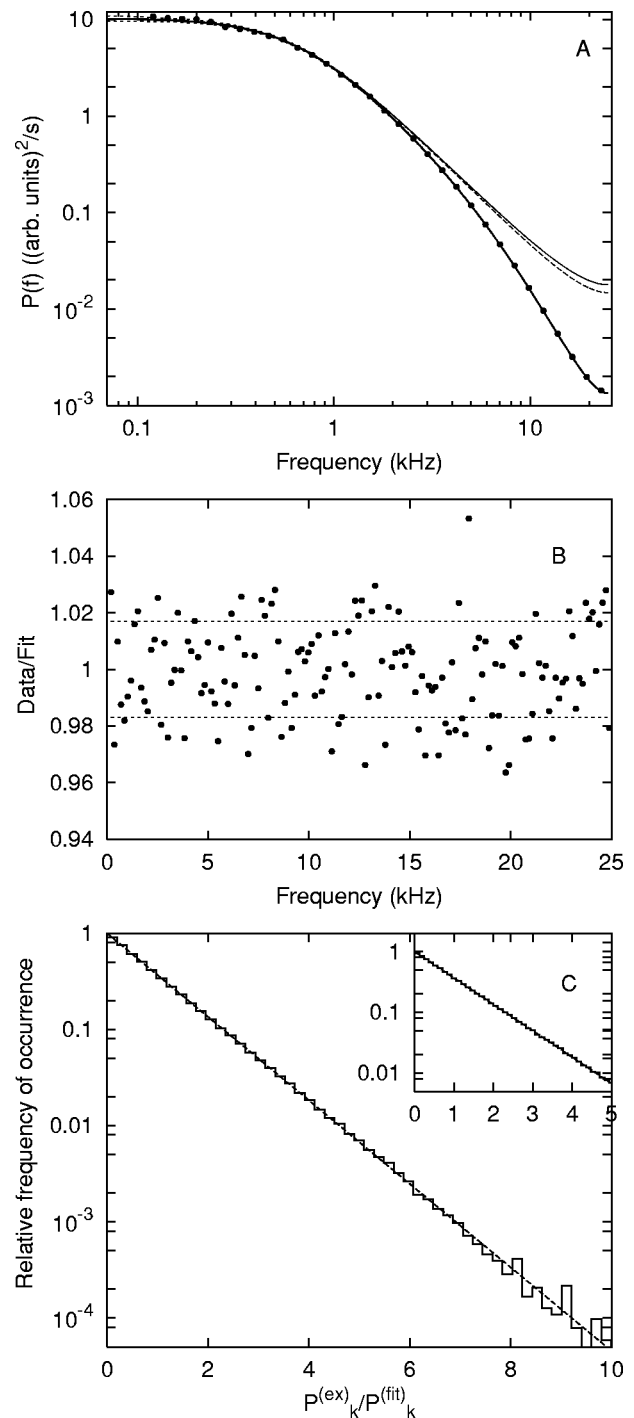 10
1
0.1
10-2
10-3
P(f) ((arb. units)2/s)
A
0.1 1 10
Frequency (kHz)
1.06
1.04
1.02
1
0.98
0.96
0.94
Data/Fit
B
0 5 10 15 20 25
Frequency (kHz)
1
0.1
0.01
10-3
10-4
Relative frequency of occurrence
1
0.1
0.01
C
0 1 2 3 4 5
0 2 4 6 8 10
P(ex)k/P(fit)k